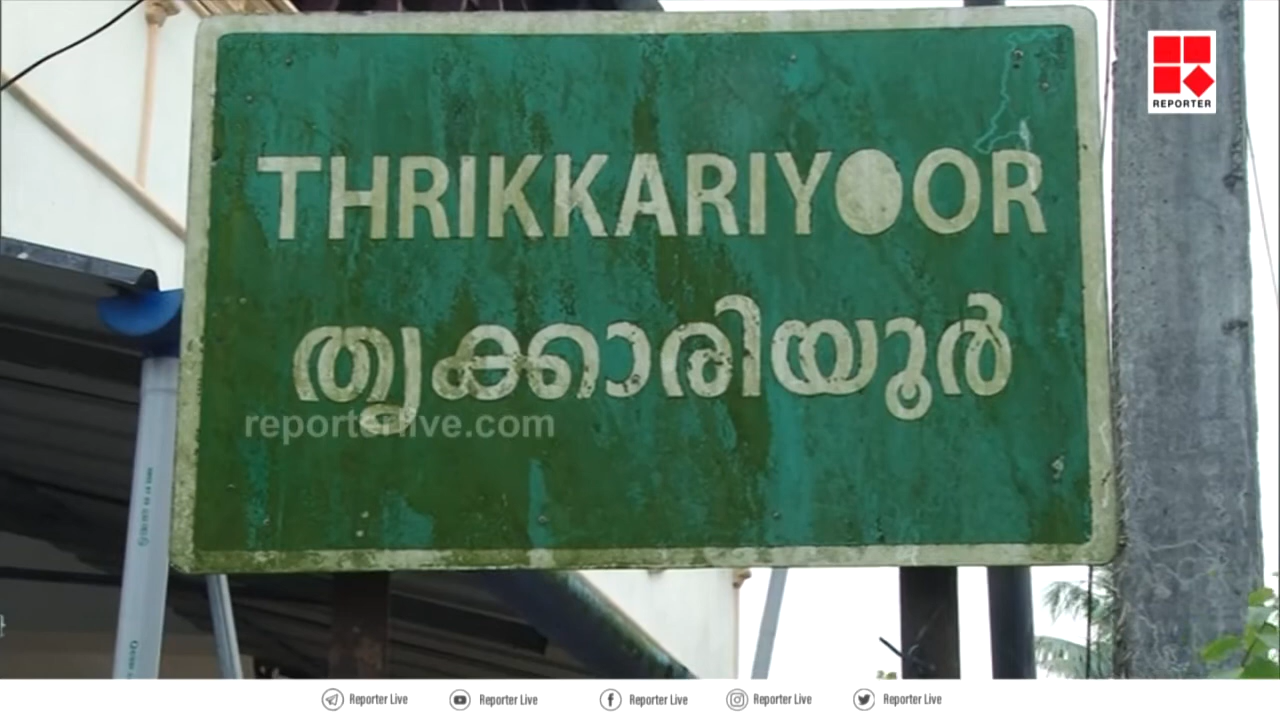 REPORTER
THRIKKARIYOOR
തൃക്കാരിയൂർ
reporterlive.com
Reporter Live Reporter Live Reporter Live Reporter Live Reporter Live